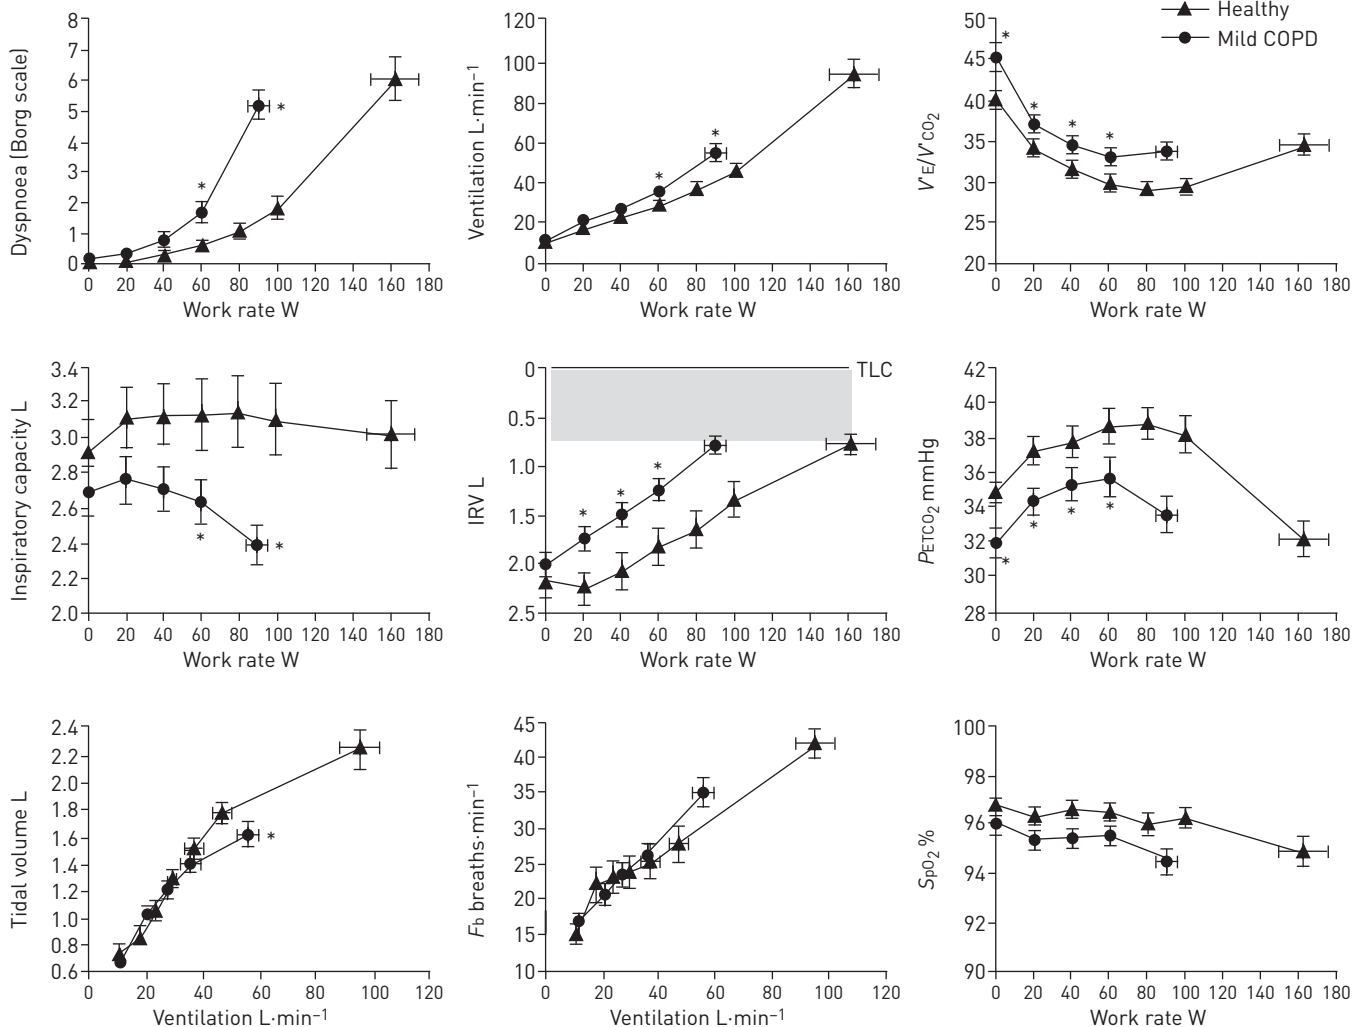 Healthy
Mild COPD
Dyspnoea (Borg scale)
8
7
6
5
4
3
2
1
0
*
*
0 20 40 60 80 100 120 140 160 180
Work rate W
Ventilation L·min⁻¹
120
100
80
60
40
20
0
*
*
0 20 40 60 80 100 120 140 160 180
Work rate W
V'E/V'CO₂
50
45
40
35
30
25
20
*
*
*
*
0 20 40 60 80 100 120 140 160 180
Work rate W
Inspiratory capacity L
3.4
3.2
3.0
2.8
2.6
2.4
2.2
2.0
*
*
0 20 40 60 80 100 120 140 160 180
Work rate W
IRV L
0
0.5
1.0
1.5
2.0
2.5
TLC
*
*
*
0 20 40 60 80 100 120 140 160 180
Work rate W
PETCO₂ mmHg
42
40
38
36
34
32
30
28
*
*
*
*
0 20 40 60 80 100 120 140 160 180
Work rate W
Tidal volume L
2.4
2.2
2.0
1.8
1.6
1.4
1.2
1.0
0.8
0.6
*
0 20 40 60 80 100 120
Ventilation L·min⁻¹
Fb breaths·min⁻¹
45
40
35
30
25
20
15
10
0 20 40 60 80 100 120
Ventilation L·min⁻¹
SpO₂ %
100
98
96
94
92
90
0 20 40 60 80 100 120 140 160 180
Work rate W